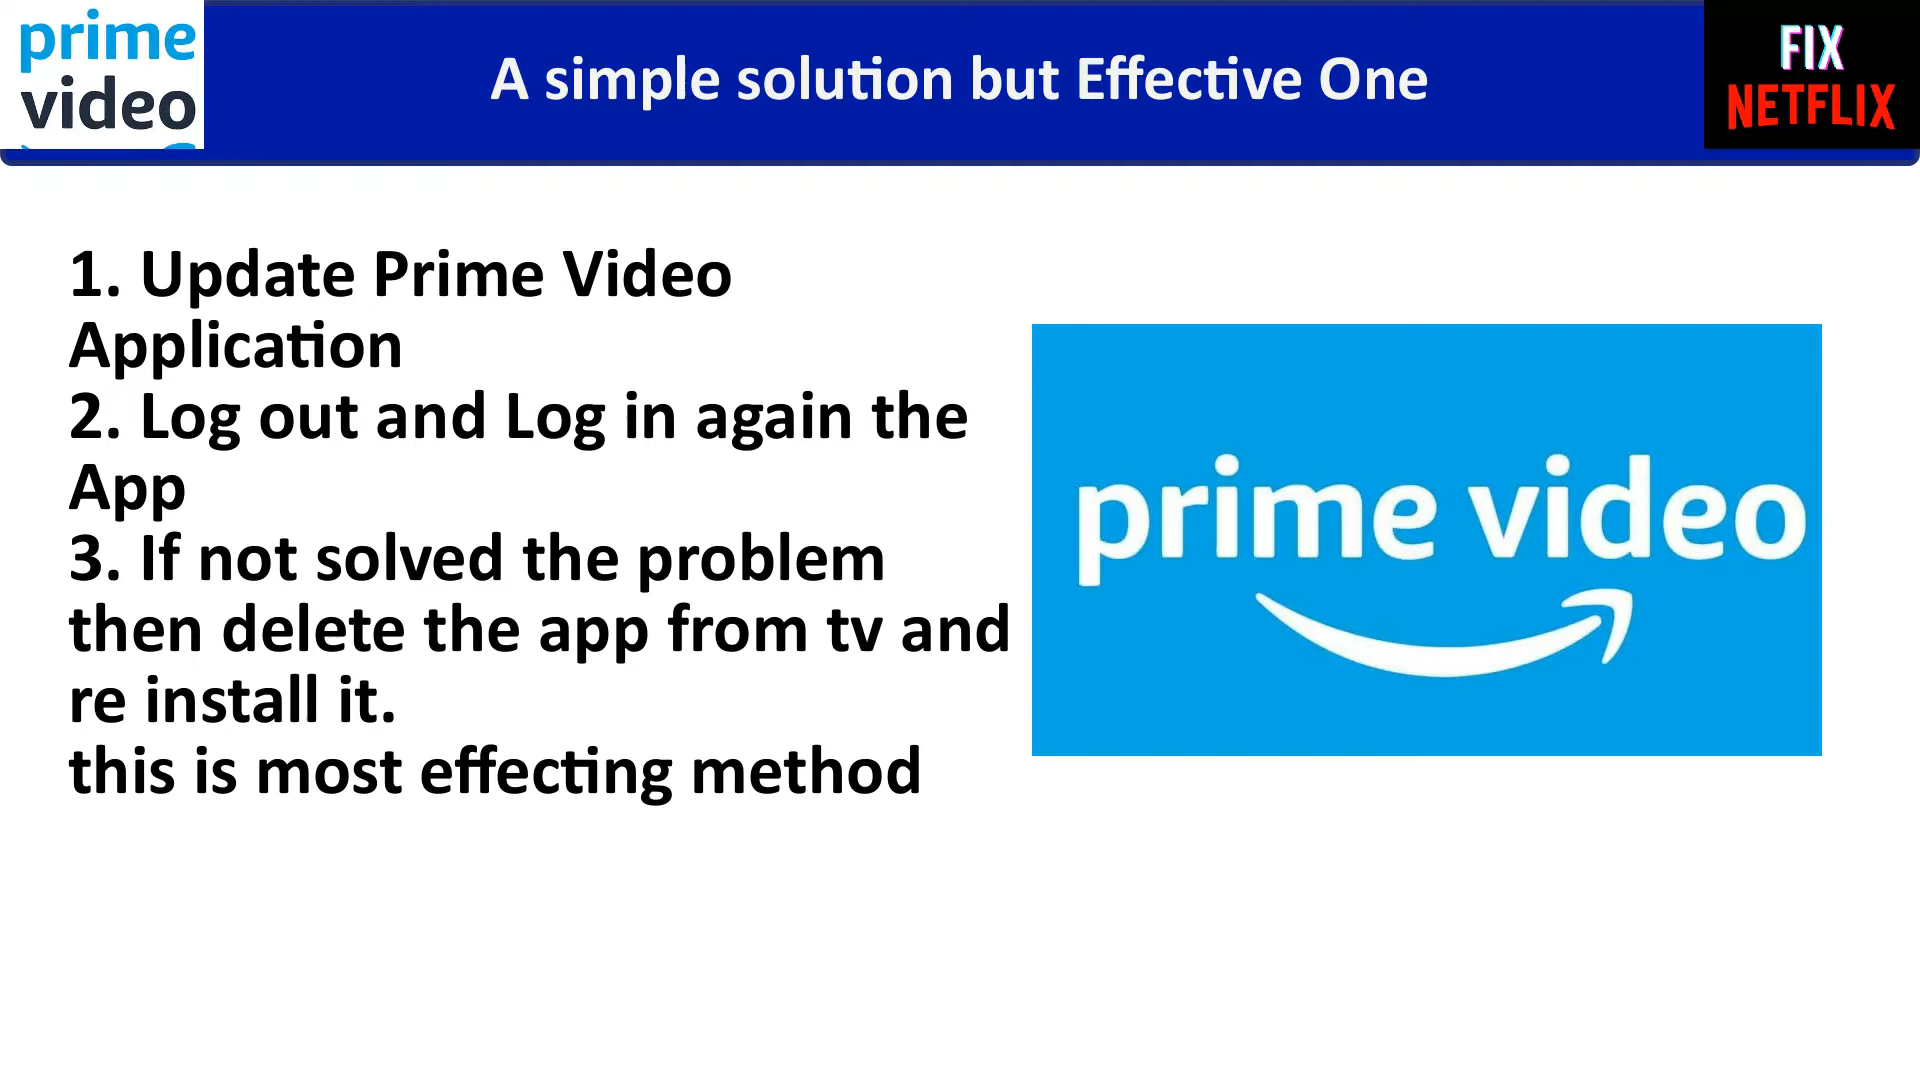 prime
video
A simple solution but Effective One
FIX
NETFLIX
1. Update Prime Video
Application
2. Log out and Log in again the
App
3. If not solved the problem
then delete the app from tv and
re install it.
this is most effecting method
prime video